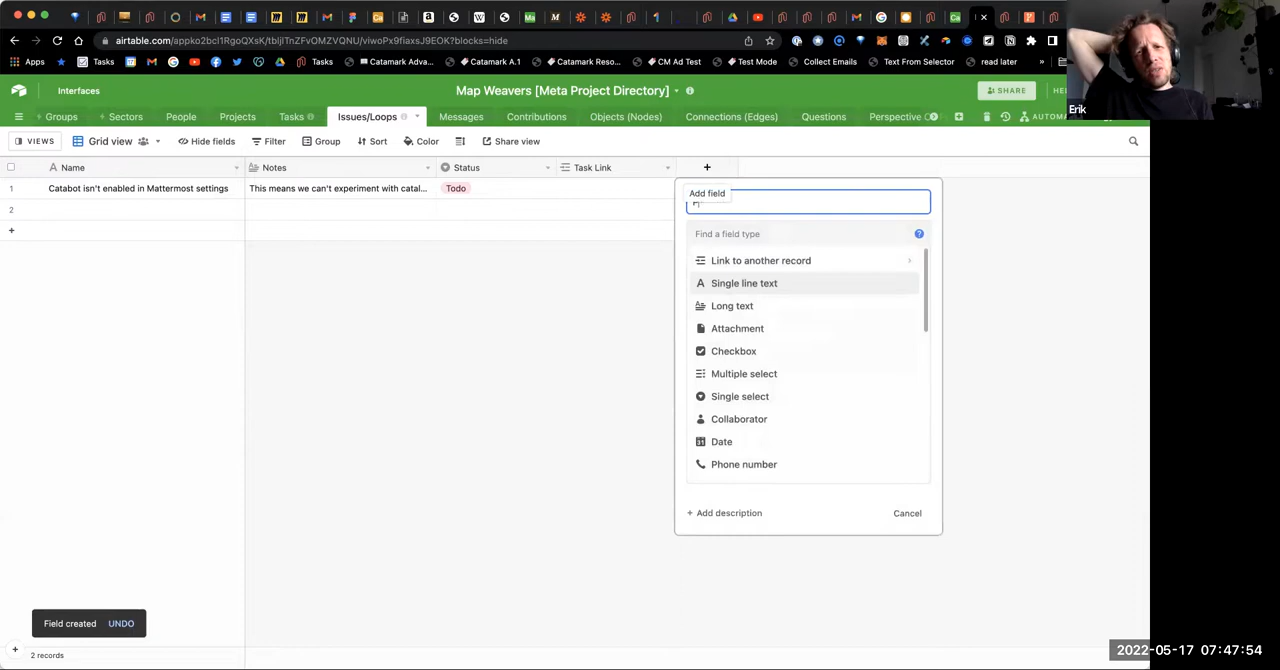 airtable.com/appko2bcl1RgoQXsK/tbljlTnZFvOMZVQNU/viwoPx9fiaxsJ9EOK?blocks=hide
Apps
Tasks
Tasks
Catamark Adva...
Catamark A.1
Catamark Reso...
CM Ad Test
Test Mode
Collect Emails
Text From Selector
read later
Erik
Interfaces
Map Weavers [Meta Project Directory]
SHARE
Groups
Sectors
People
Projects
Tasks
Issues/Loops
Messages
Contributions
Objects (Nodes)
Connections (Edges)
Questions
Perspective
VIEWS
Grid view
Hide fields
Filter
Group
Sort
Color
Share view
Name
Notes
Status
Task Link
+
1 Catabot isn't enabled in Mattermost settings This means we can't experiment with catal... Todo
2
+
Add field
Find a field type
Link to another record
Single line text
Long text
Attachment
Checkbox
Multiple select
Single select
Collaborator
Date
Phone number
+ Add description
Cancel
Field created UNDO
+
2 records
2022-05-17 07:47:54